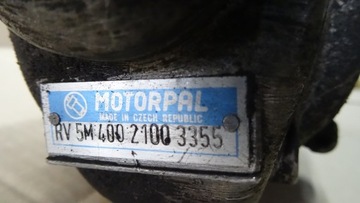 MOTORPAL
MADE IN CZECH REPUBLIC
RV 5M 400 2100 3355